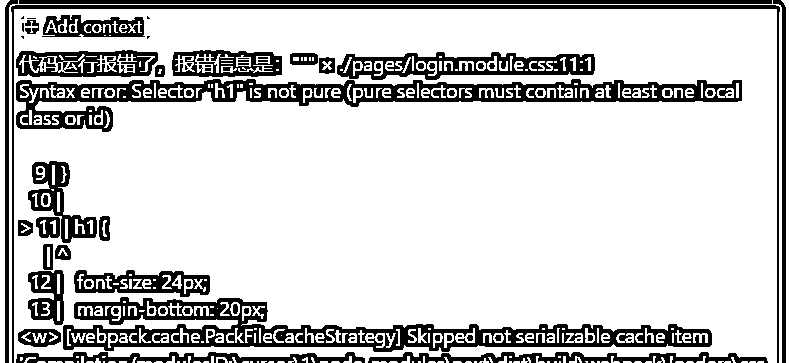 Add context
代码运行报错了，报错信息是："""" × ./pages/login.module.css:11:1
Syntax error: Selector "h1" is not pure (pure selectors must contain at least one local
class or id)
9 | }
10 |
> 11 | h1 {
| ^
12 | font-size: 24px;
13 | margin-bottom: 20px;
<w> [webpack.cache.PackFileCacheStrategy] Skipped not serializable cache item